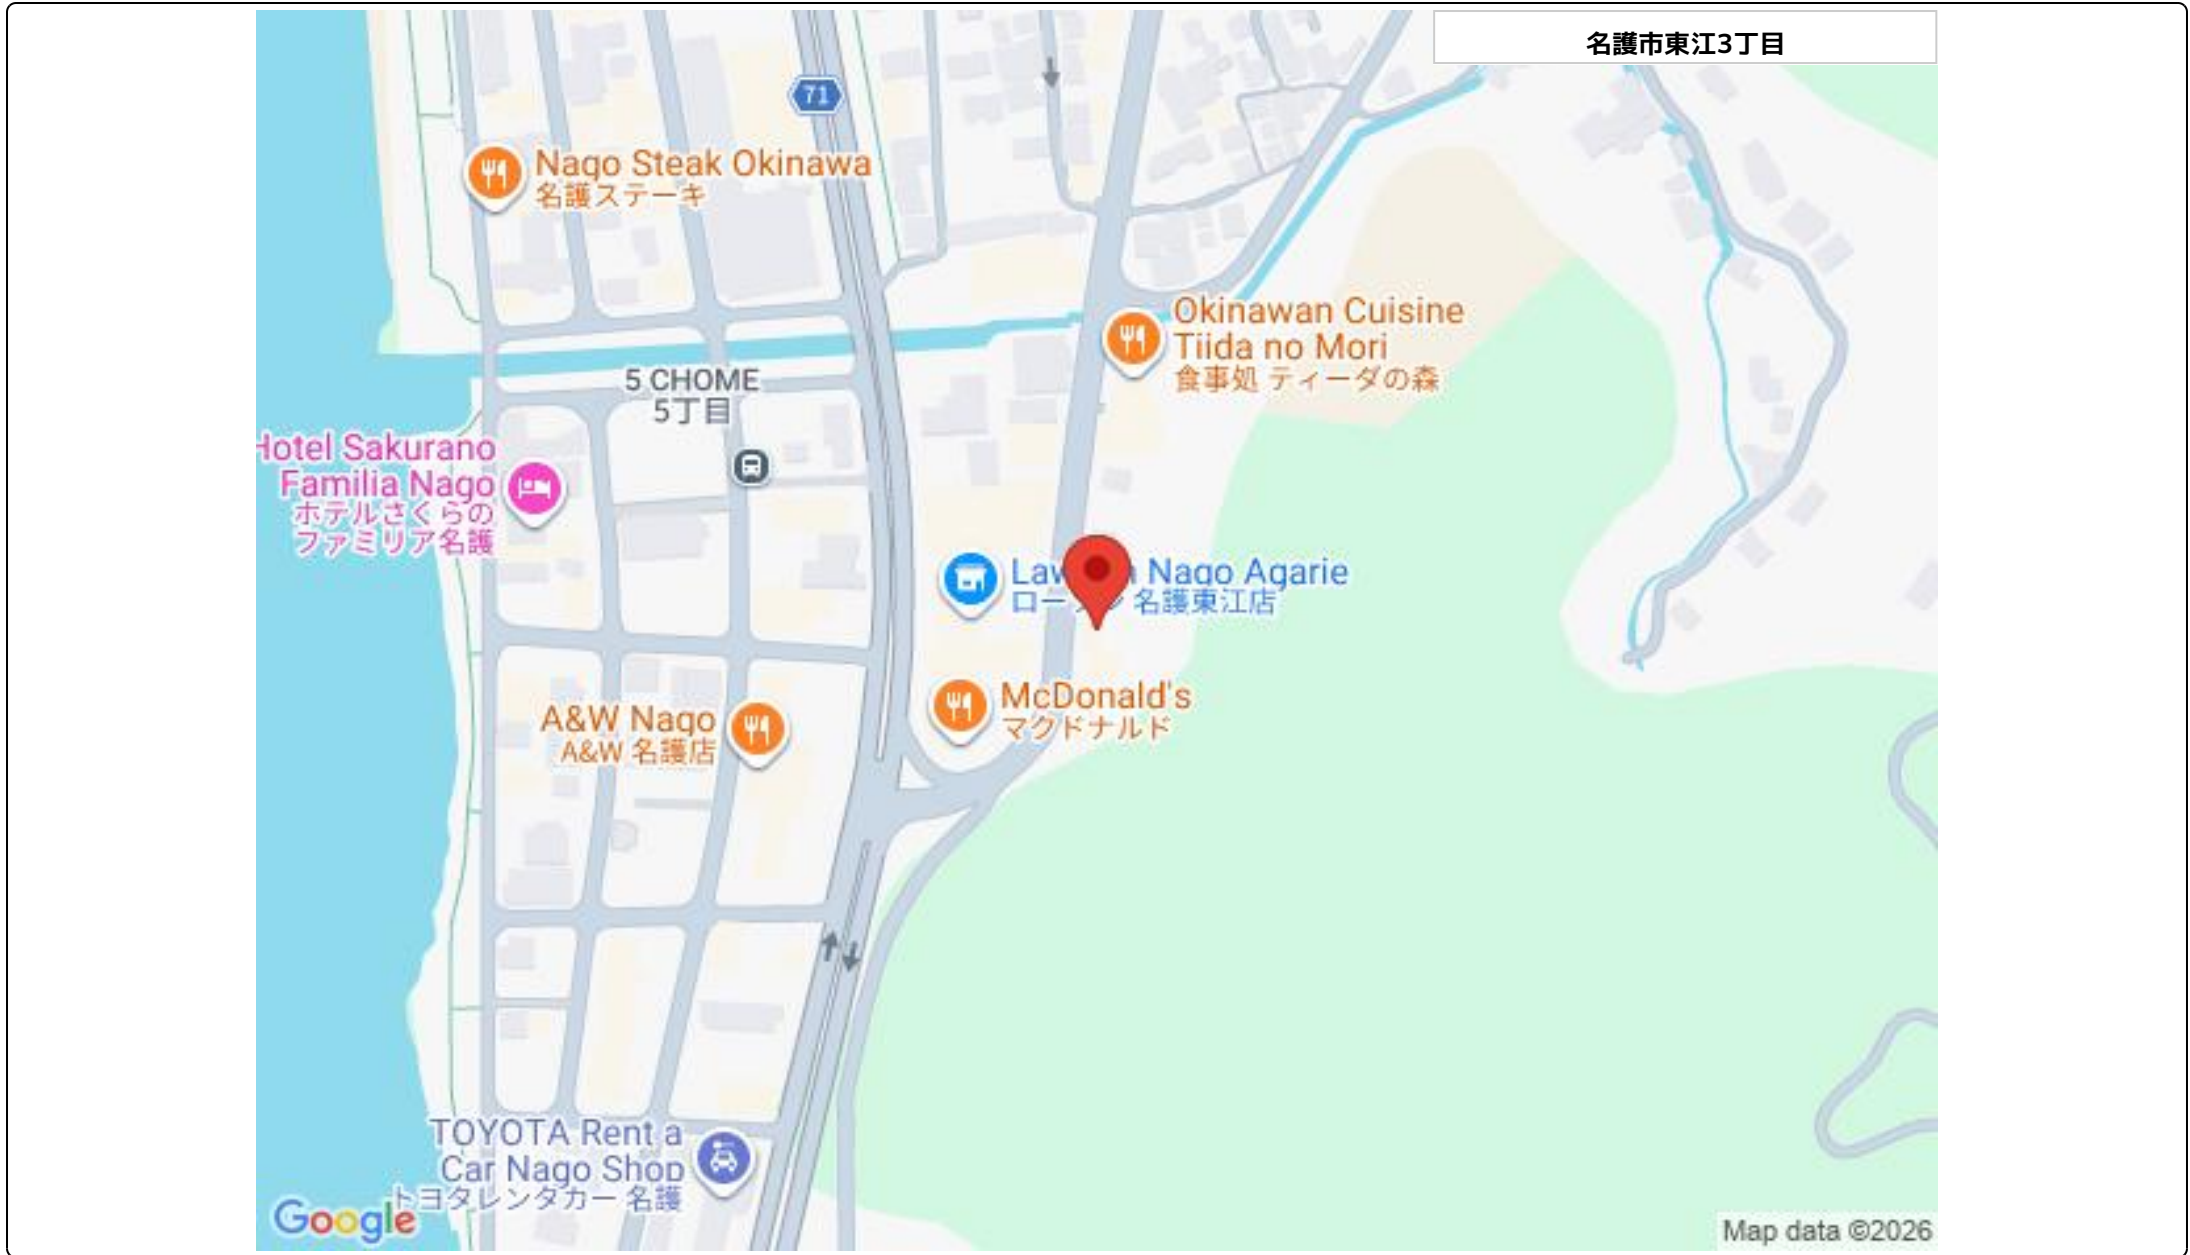 名護市東江3丁目
71
Nago Steak Okinawa
名護ステーキ
Okinawan Cuisine
Tiida no Mori
食事処 ティーダの森
5 CHOME
5丁目
Hotel Sakurano
Familia Nago
ホテルさくらの
ファミリア名護
Nago Agarie
名護東江店
McDonald's
マクドナルド
A&W Nago
A&W 名護店
TOYOTA Rent a
Car Nago Shop
トヨタレンタカー 名護
Google
Map data ©2026